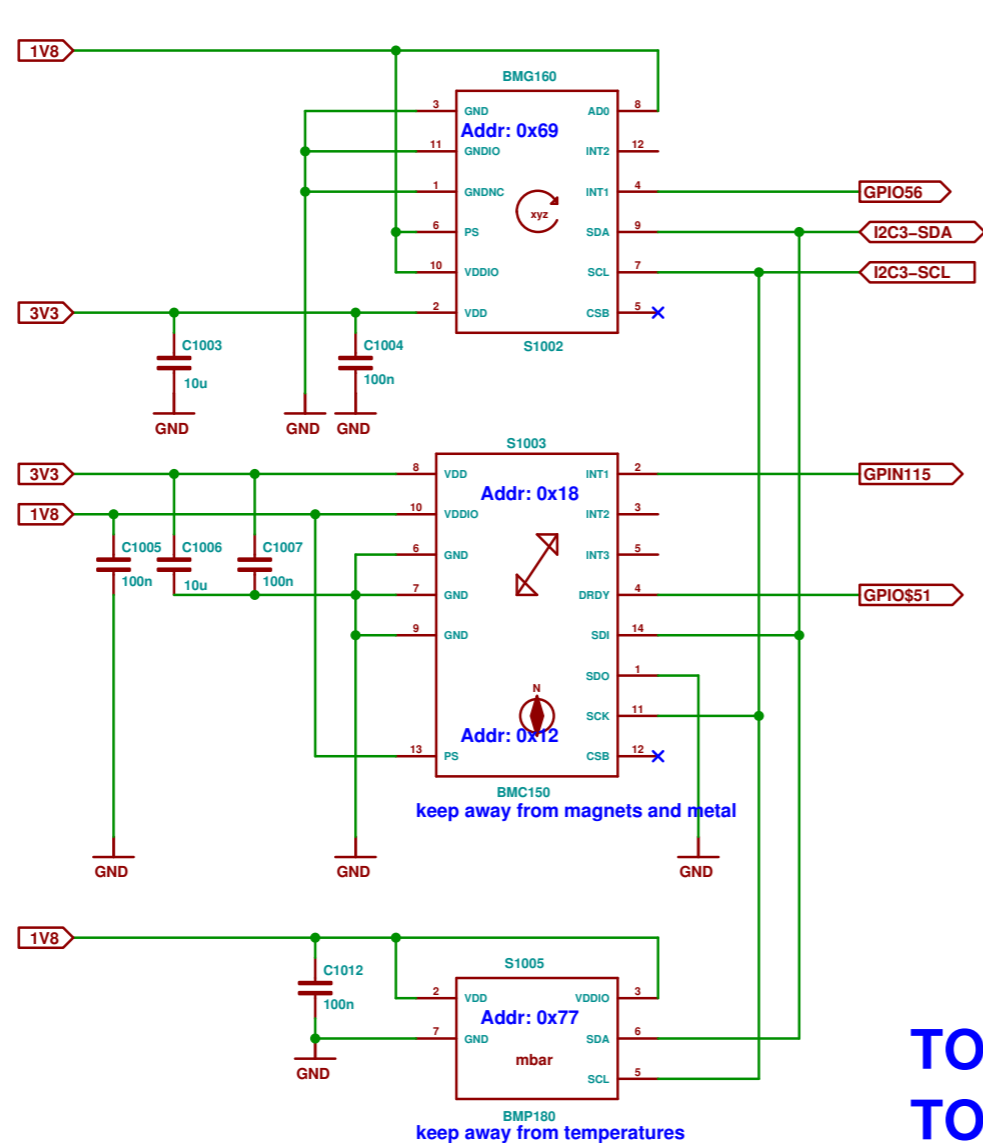 1V8
BMG160
3 GND AD0 8
Addr: 0x69
11 GNDIO INT2 12
1 GNDNC INT1 4 GPIO56
xyz
6 PS SDA 9 I2C3-SDA
10 VDDIO SCL 7 I2C3-SCL
3V3 2 VDD CSB 5
S1002
C1003 C1004
10u 100n
GND GND GND
S1003
3V3 8 VDD INT1 2 GPIN115
Addr: 0x18
1V8 10 VDDIO INT2 3
C1005 C1006 C1007 6 GND INT3 5
100n 10u 100n
7 GND DRDY 4 GPIO$51
9 GND SDI 14
SDO 1
N
SCK 11
Addr: 0x12
13 PS CSB 12
BMC150
keep away from magnets and metal
GND GND GND
1V8
S1005
C1012
100n
2 VDD VDDIO 3
Addr: 0x77
7 GND SDA 6
mbar
GND
SCL 5
BMP180
keep away from temperatures
TO
TO